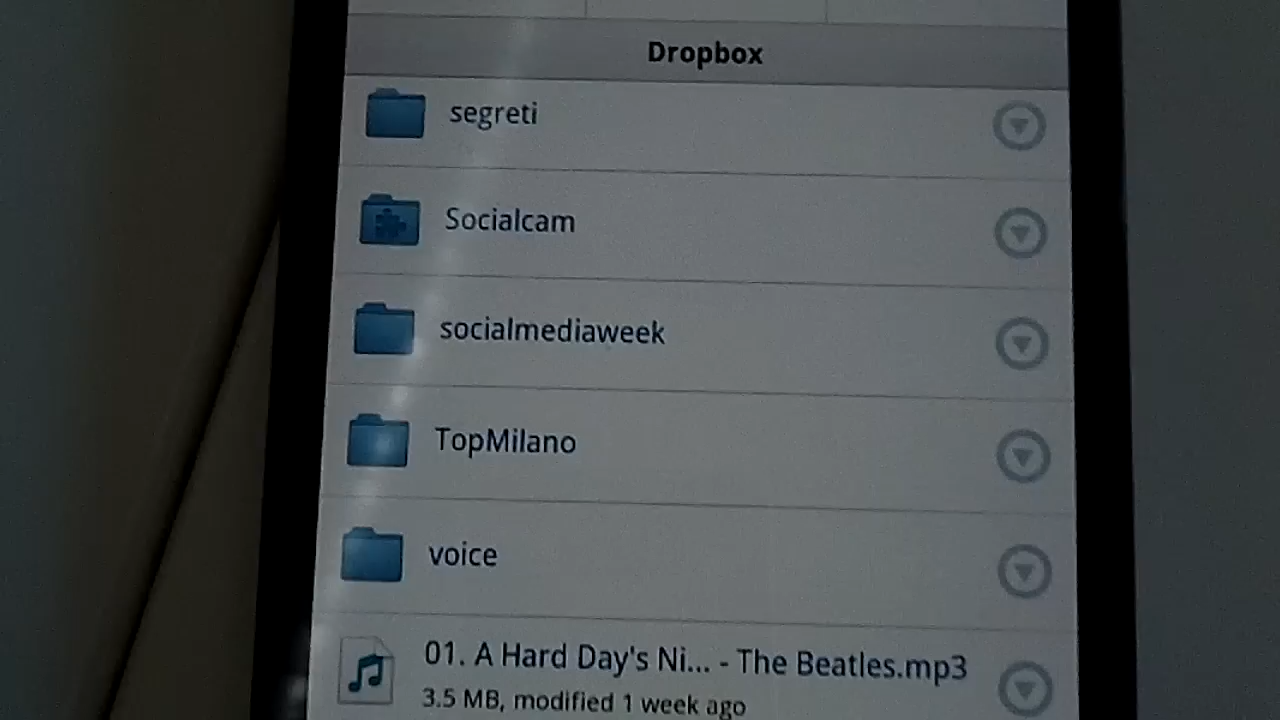 Dropbox
segreti
Socialcam
socialmediaweek
TopMilano
voice
01. A Hard Day's Ni... - The Beatles.mp3
3.5 MB, modified 1 week ago